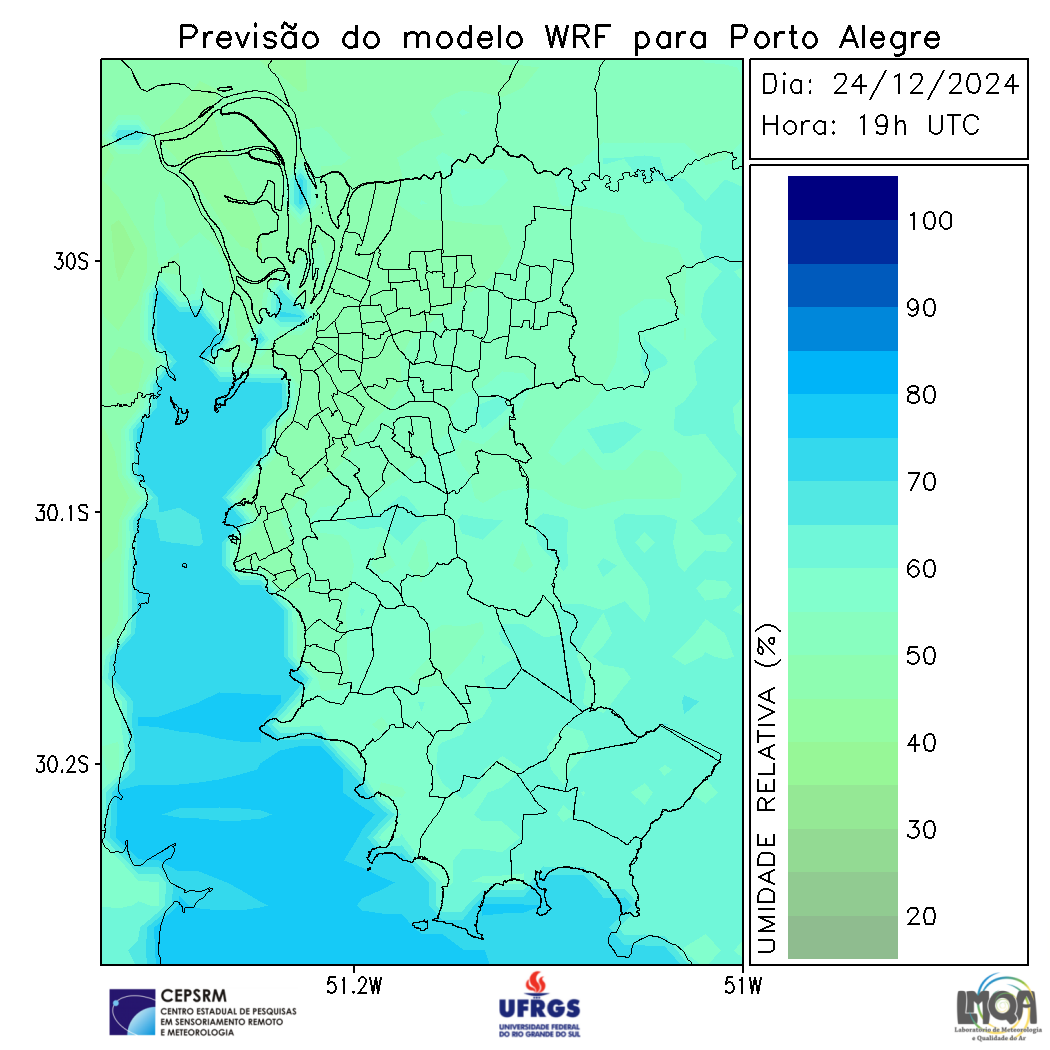 Previsão do modelo WRF para Porto Alegre
Dia: 24/12/2024
Hora: 19h UTC
100
90
80
70
60
50
40
30
20
UMIDADE RELATIVA (%)
30S
30.1S
30.2S
51.2W
51W
CEPSRM
CENTRO ESTADUAL DE PESQUISAS
EM SENSORIAMENTO REMOTO
E METEOROLOGIA
UFRGS
UNIVERSIDADE FEDERAL
DO RIO GRANDE DO SUL
LMQA
Laboratório de Meteorologia
e Qualidade do Ar